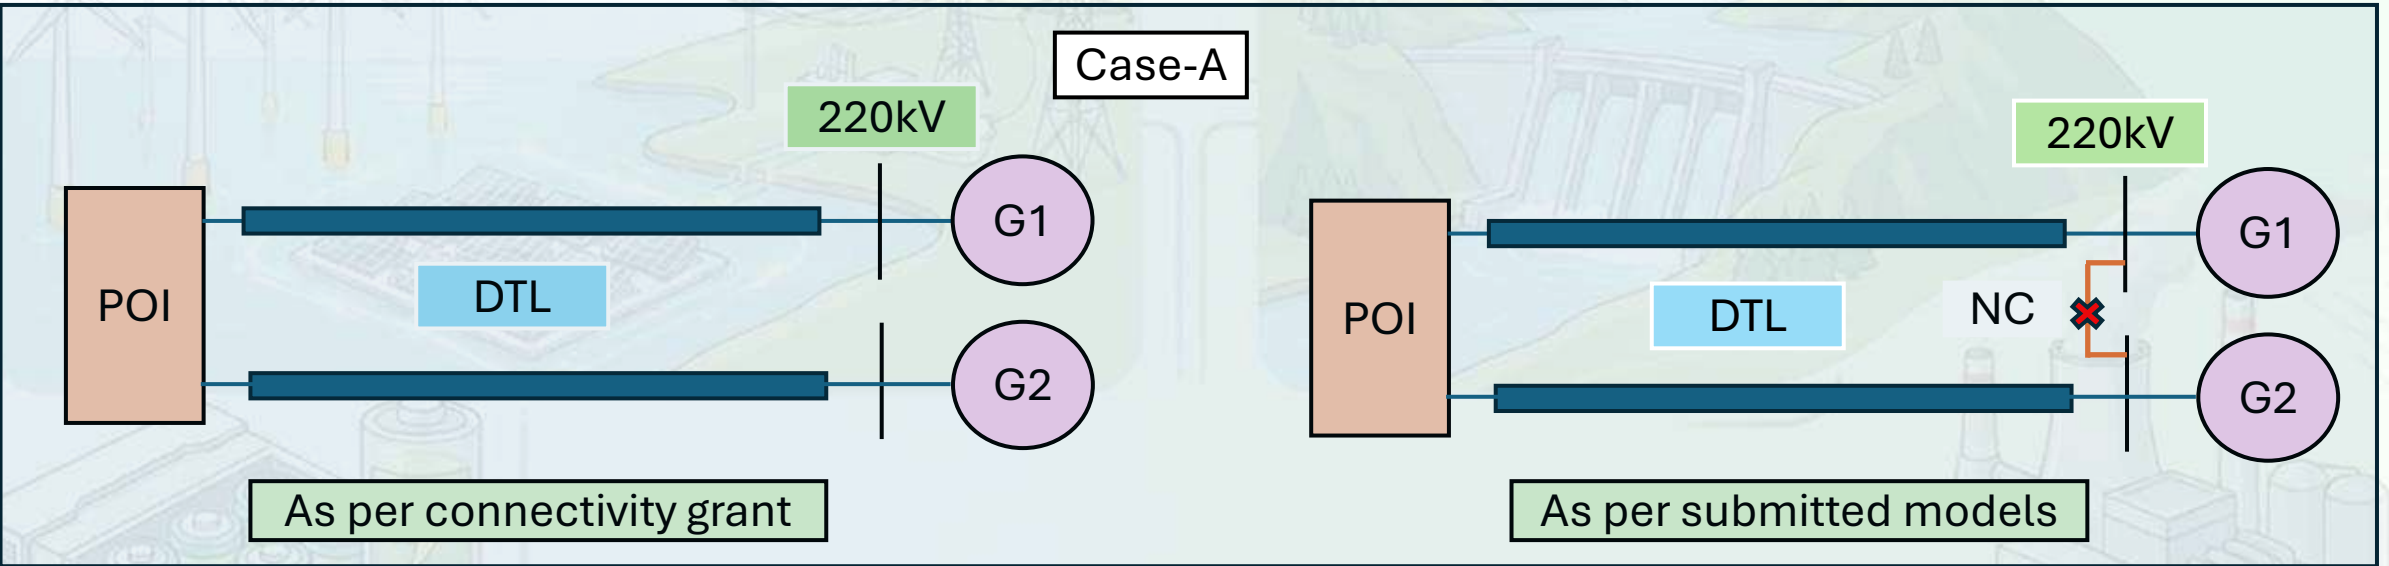 Case-A
220kV
G1
POI
DTL
G2
As per connectivity grant
220kV
G1
NC
POI
DTL
G2
As per submitted models